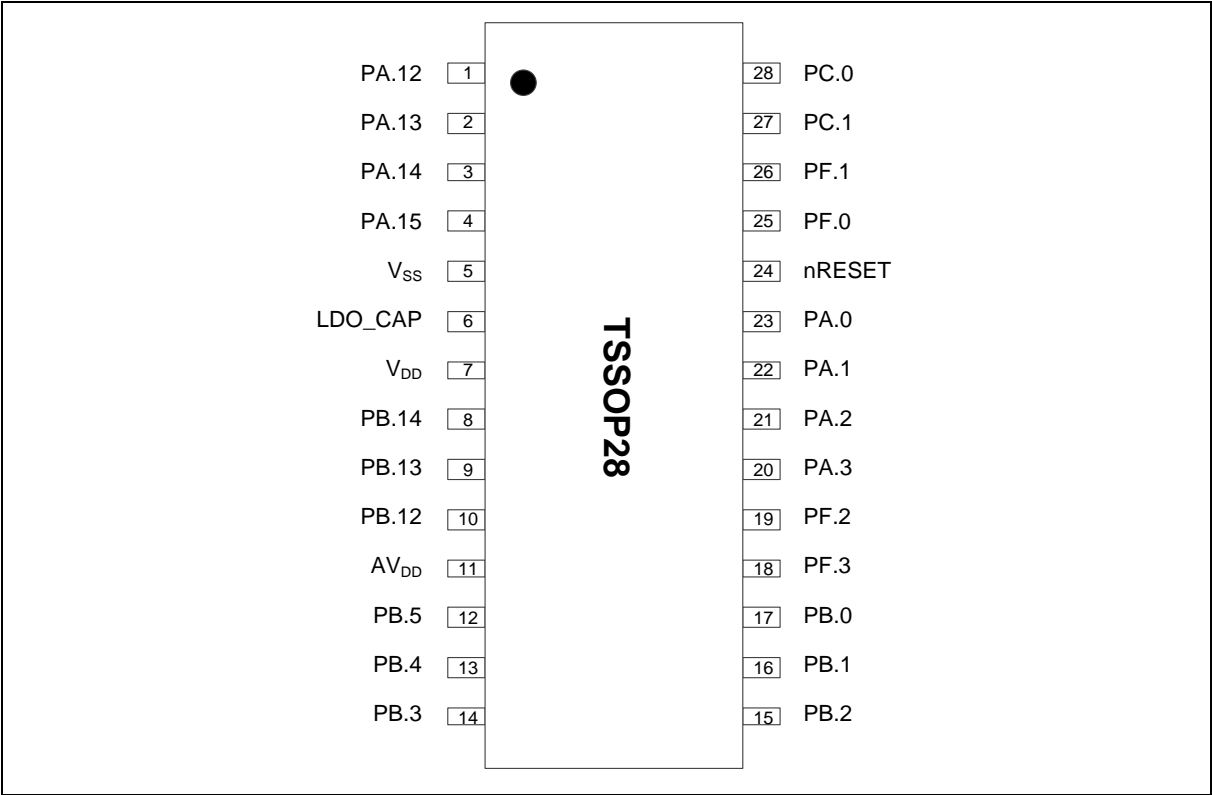 PA.12 1 28 PC.0
PA.13 2 27 PC.1
PA.14 3 26 PF.1
PA.15 4 25 PF.0
VSS 5 24 nRESET
LDO_CAP 6 23 PA.0
VDD 7 22 PA.1
PB.14 8 21 PA.2
PB.13 9 20 PA.3
PB.12 10 19 PF.2
AVDD 11 18 PF.3
PB.5 12 17 PB.0
PB.4 13 16 PB.1
PB.3 14 15 PB.2
TSSOP28